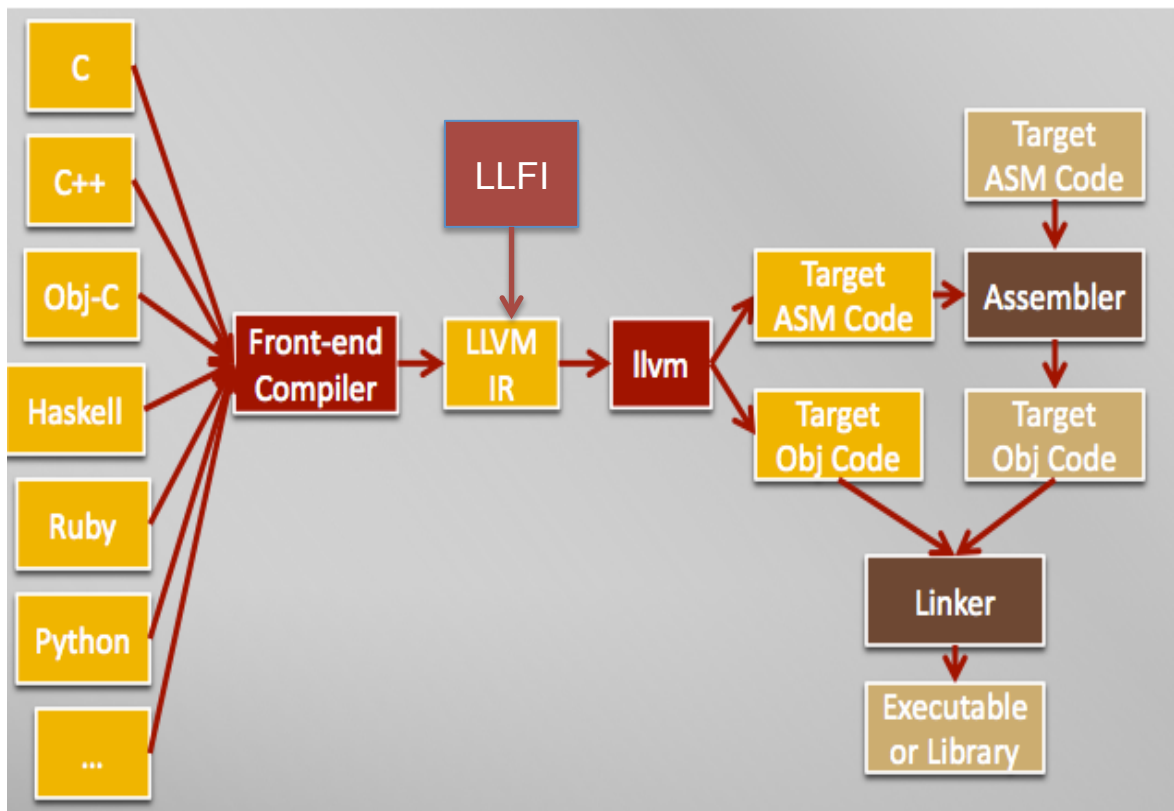 C
C++
Obj-C
Haskell
Ruby
Python
...
Front-end
Compiler
LLFI
LLVM
IR
llvm
Target
ASM Code
Target
Obj Code
Target
ASM Code
Assembler
Target
Obj Code
Linker
Executable
or Library